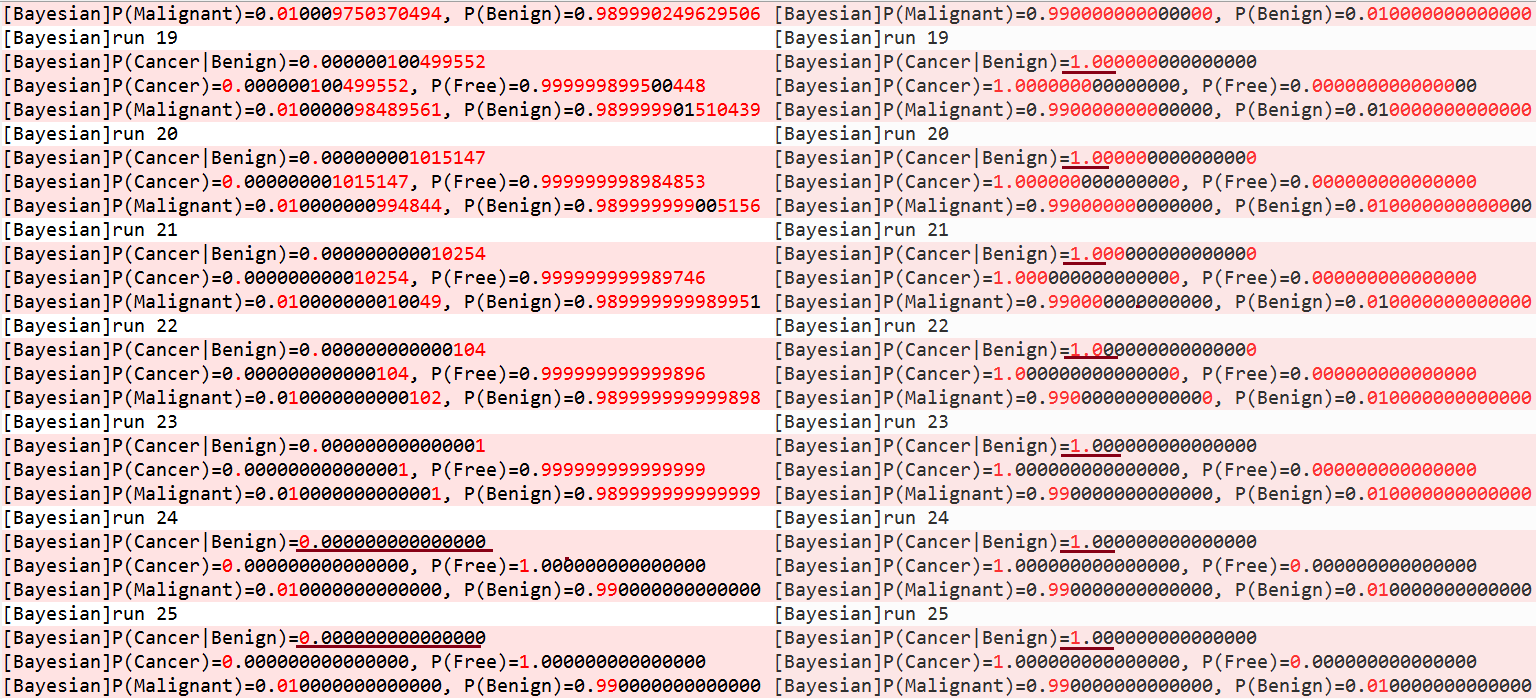 [Bayesian]P(Malignant)=0.010009750370494, P(Benign)=0.989990249629506
[Bayesian]run 19
[Bayesian]P(Cancer|Benign)=0.000000100499552
[Bayesian]P(Cancer)=0.000000100499552, P(Free)=0.999999899500448
[Bayesian]P(Malignant)=0.010000098489561, P(Benign)=0.989999901510439
[Bayesian]run 20
[Bayesian]P(Cancer|Benign)=0.000000001015147
[Bayesian]P(Cancer)=0.000000001015147, P(Free)=0.999999998984853
[Bayesian]P(Malignant)=0.010000000994844, P(Benign)=0.989999999005156
[Bayesian]run 21
[Bayesian]P(Cancer|Benign)=0.000000000010254
[Bayesian]P(Cancer)=0.000000000010254, P(Free)=0.999999999989746
[Bayesian]P(Malignant)=0.010000000010049, P(Benign)=0.989999999989951
[Bayesian]run 22
[Bayesian]P(Cancer|Benign)=0.000000000000104
[Bayesian]P(Cancer)=0.000000000000104, P(Free)=0.999999999999896
[Bayesian]P(Malignant)=0.010000000000102, P(Benign)=0.989999999999898
[Bayesian]run 23
[Bayesian]P(Cancer|Benign)=0.000000000000001
[Bayesian]P(Cancer)=0.000000000000001, P(Free)=0.999999999999999
[Bayesian]P(Malignant)=0.010000000000001, P(Benign)=0.989999999999999
[Bayesian]run 24
[Bayesian]P(Cancer|Benign)=0.000000000000000
[Bayesian]P(Cancer)=0.000000000000000, P(Free)=1.000000000000000
[Bayesian]P(Malignant)=0.010000000000000, P(Benign)=0.990000000000000
[Bayesian]run 25
[Bayesian]P(Cancer|Benign)=0.000000000000000
[Bayesian]P(Cancer)=0.000000000000000, P(Free)=1.000000000000000
[Bayesian]P(Malignant)=0.010000000000000, P(Benign)=0.990000000000000
[Bayesian]P(Malignant)=0.990000000000000, P(Benign)=0.010000000000000
[Bayesian]run 19
[Bayesian]P(Cancer|Benign)=1.000000000000000
[Bayesian]P(Cancer)=1.000000000000000, P(Free)=0.000000000000000
[Bayesian]P(Malignant)=0.990000000000000, P(Benign)=0.010000000000000
[Bayesian]run 20
[Bayesian]P(Cancer|Benign)=1.000000000000000
[Bayesian]P(Cancer)=1.000000000000000, P(Free)=0.000000000000000
[Bayesian]P(Malignant)=0.990000000000000, P(Benign)=0.010000000000000
[Bayesian]run 21
[Bayesian]P(Cancer|Benign)=1.000000000000000
[Bayesian]P(Cancer)=1.000000000000000, P(Free)=0.000000000000000
[Bayesian]P(Malignant)=0.990000000000000, P(Benign)=0.010000000000000
[Bayesian]run 22
[Bayesian]P(Cancer|Benign)=1.000000000000000
[Bayesian]P(Cancer)=1.000000000000000, P(Free)=0.000000000000000
[Bayesian]P(Malignant)=0.990000000000000, P(Benign)=0.010000000000000
[Bayesian]run 23
[Bayesian]P(Cancer|Benign)=1.000000000000000
[Bayesian]P(Cancer)=1.000000000000000, P(Free)=0.000000000000000
[Bayesian]P(Malignant)=0.990000000000000, P(Benign)=0.010000000000000
[Bayesian]run 24
[Bayesian]P(Cancer|Benign)=1.000000000000000
[Bayesian]P(Cancer)=1.000000000000000, P(Free)=0.000000000000000
[Bayesian]P(Malignant)=0.990000000000000, P(Benign)=0.010000000000000
[Bayesian]run 25
[Bayesian]P(Cancer|Benign)=1.000000000000000
[Bayesian]P(Cancer)=1.000000000000000, P(Free)=0.000000000000000
[Bayesian]P(Malignant)=0.990000000000000, P(Benign)=0.010000000000000